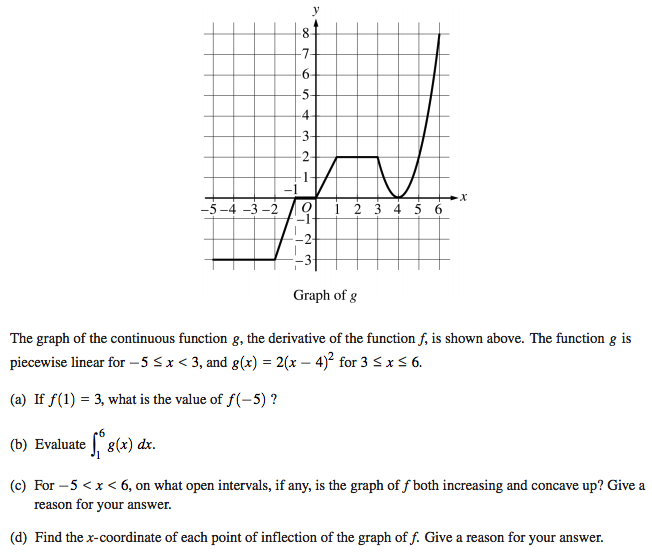 y
8
7
6
5
4
3
2
1
−1
x
−5 −4 −3 −2 O 1 2 3 4 5 6
−1
−2
−3
Graph of g
The graph of the continuous function g, the derivative of the function f, is shown above. The function g is
piecewise linear for −5 ≤ x < 3, and g(x) = 2(x − 4)² for 3 ≤ x ≤ 6.
(a) If f(1) = 3, what is the value of f(−5) ?
(b) Evaluate ∫₁⁶ g(x) dx.
(c) For −5 < x < 6, on what open intervals, if any, is the graph of f both increasing and concave up? Give a
reason for your answer.
(d) Find the x-coordinate of each point of inflection of the graph of f. Give a reason for your answer.